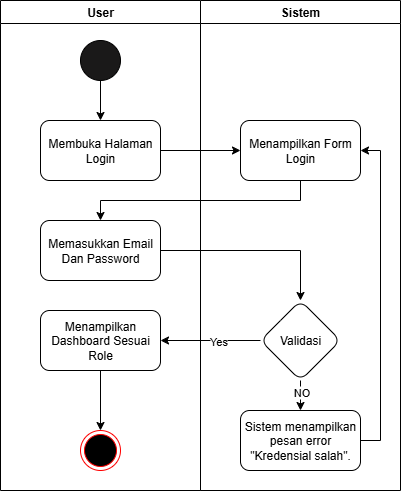 User
Sistem
Membuka Halaman
Login
Menampilkan Form
Login
Memasukkan Email
Dan Password
Menampilkan
Dashboard Sesuai
Role
Yes
Validasi
NO
Sistem menampilkan
pesan error
"Kredensial salah".